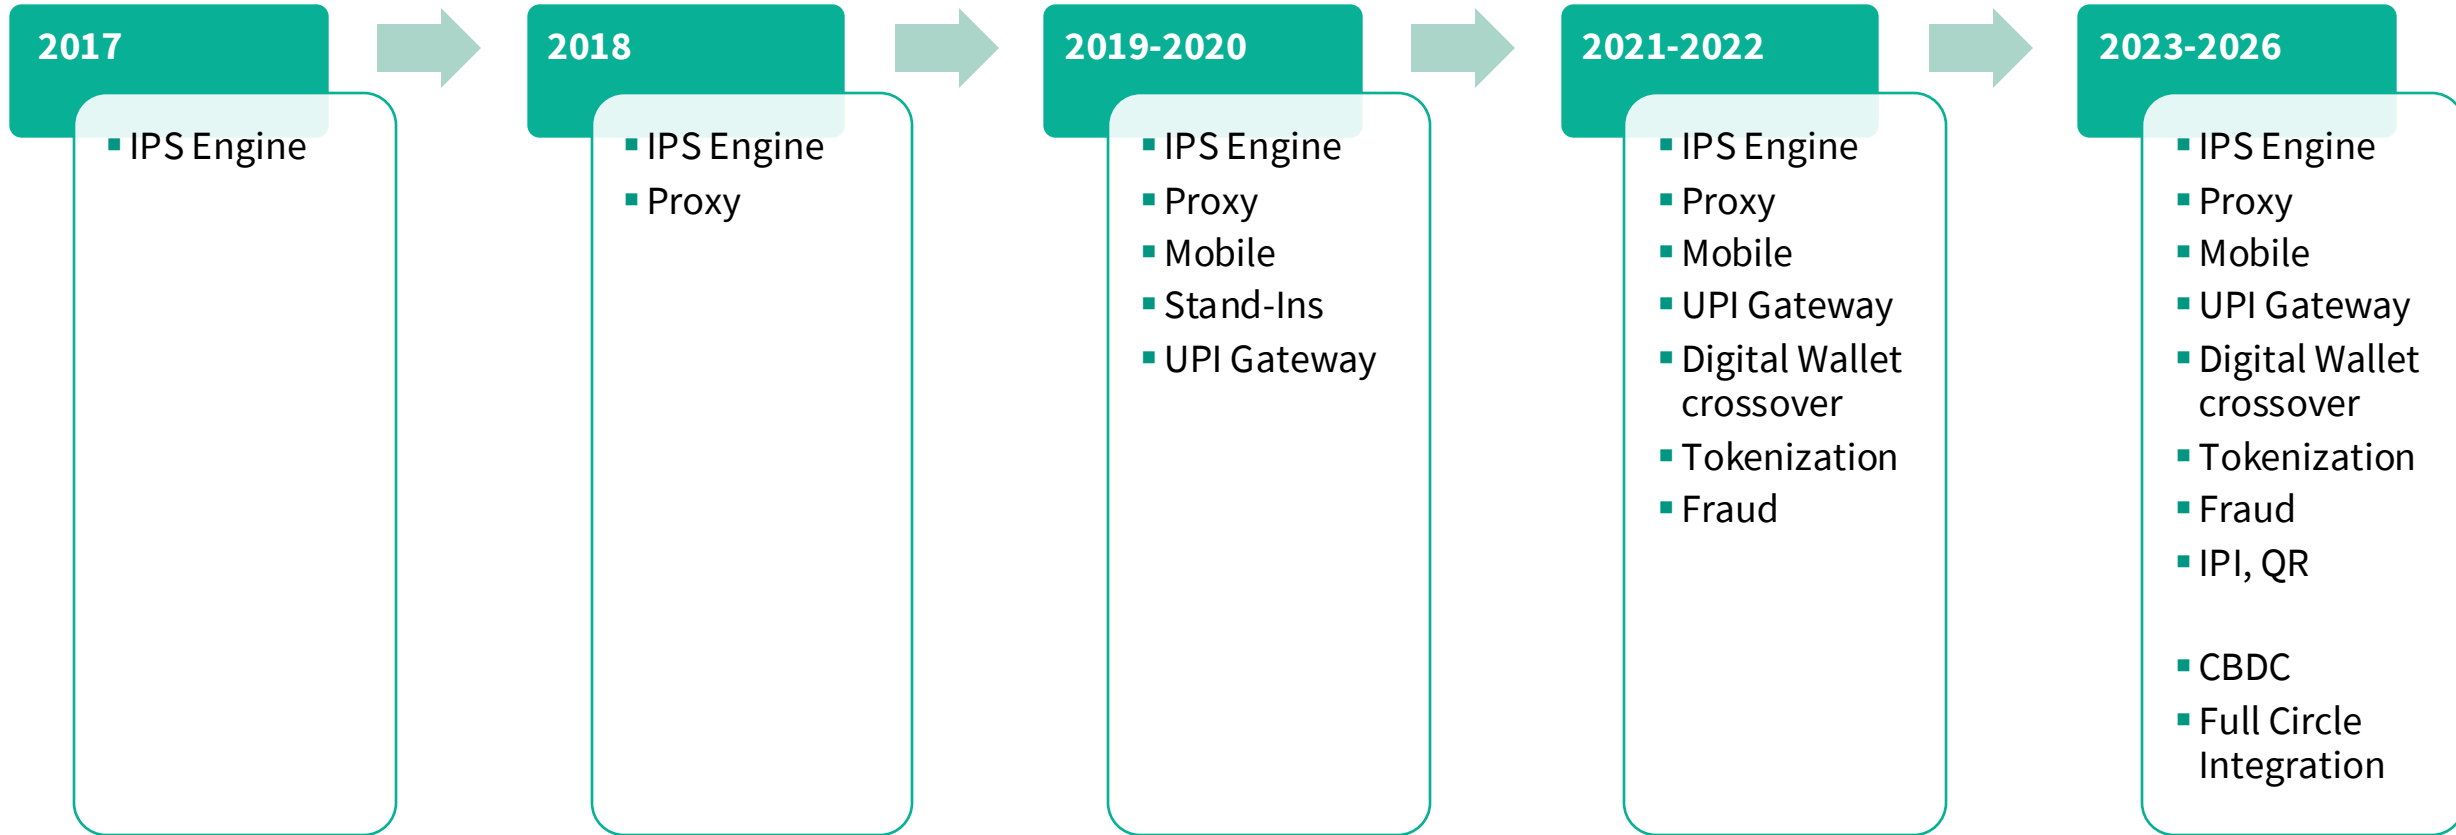 2017
IPS Engine
2018
IPS Engine
Proxy
2019-2020
IPS Engine
Proxy
Mobile
Stand-Ins
UPI Gateway
2021-2022
IPS Engine
Proxy
Mobile
UPI Gateway
Digital Wallet
crossover
Tokenization
Fraud
2023-2026
IPS Engine
Proxy
Mobile
UPI Gateway
Digital Wallet
crossover
Tokenization
Fraud
IPI, QR
CBDC
Full Circle
Integration